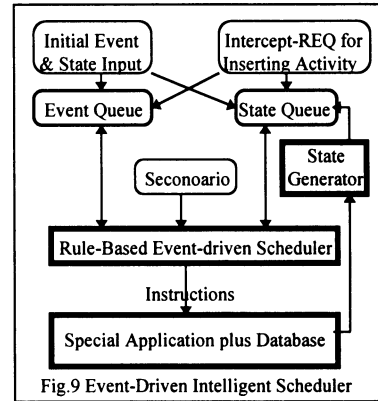 Initial Event
& State Input
Intercept-REQ for
Inserting Activity
Event Queue
State Queue
State
Generator
Seconoario
Rule-Based Event-driven Scheduler
Instructions
Special Application plus Database
Fig.9 Event-Driven Intelligent Scheduler